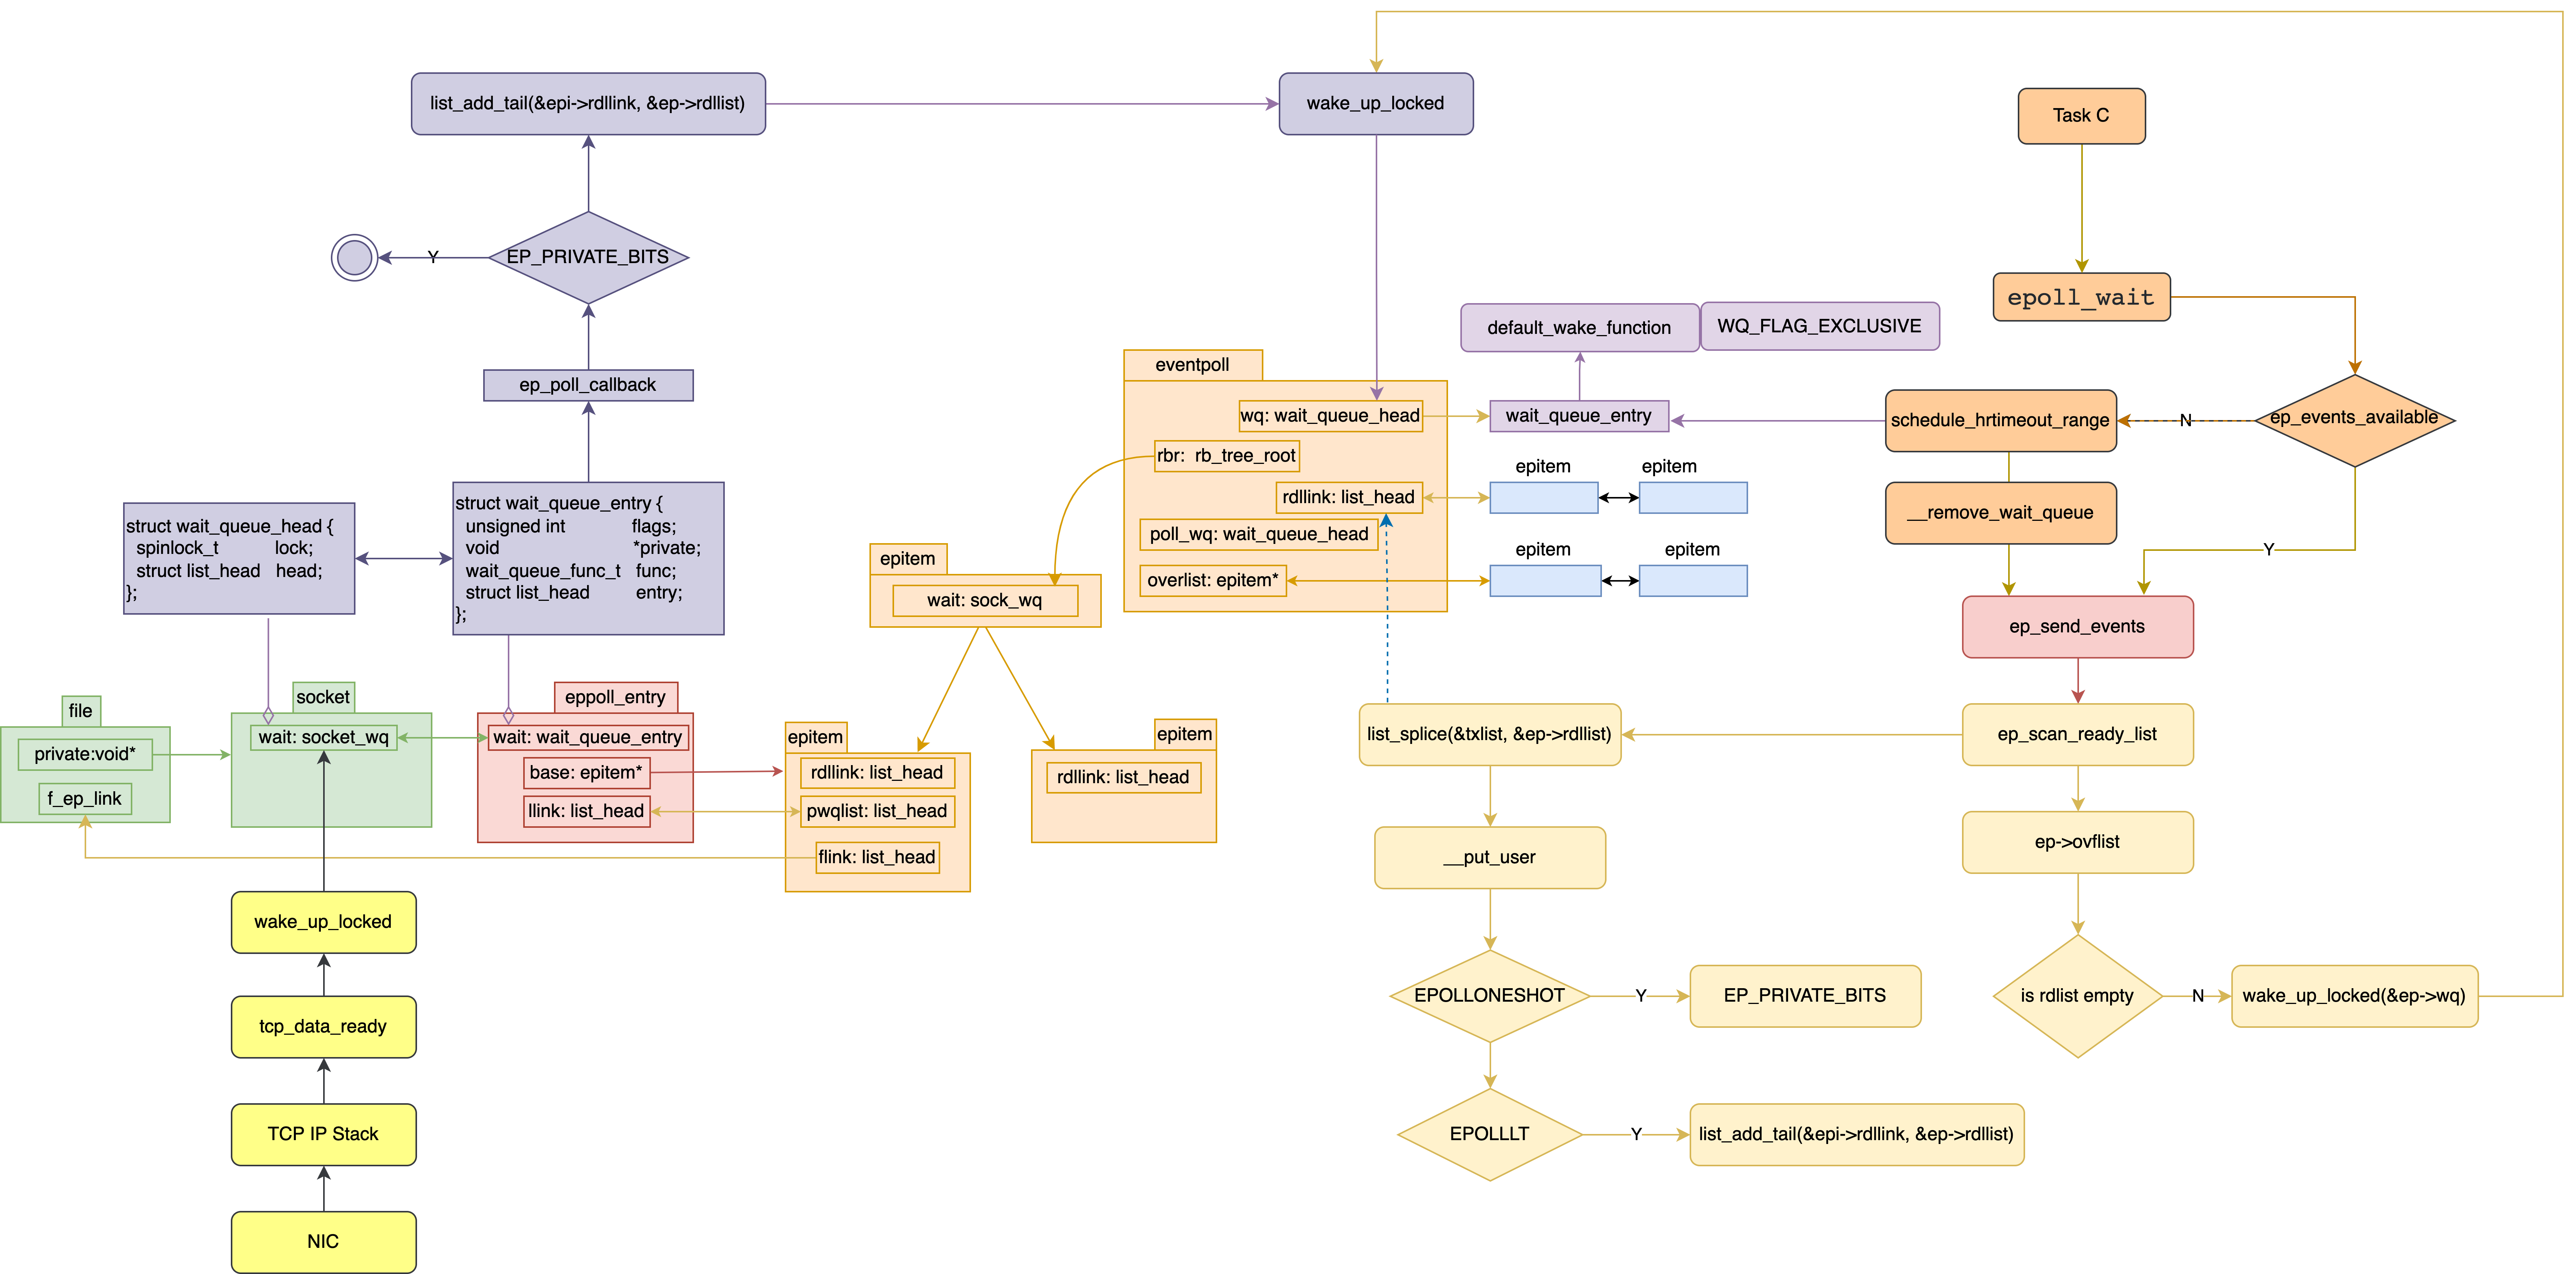 list_add_tail(&epi->rdllink, &ep->rdllist)
wake_up_locked
Task C
EP_PRIVATE_BITS
Y
epoll_wait
default_wake_function
WQ_FLAG_EXCLUSIVE
ep_poll_callback
eventpoll
wq: wait_queue_head
wait_queue_entry
schedule_hrtimeout_range
N
ep_events_available
rbr: rb_tree_root
epitem
epitem
rdllink: list_head
poll_wq: wait_queue_head
__remove_wait_queue
epitem
epitem
Y
overlist: epitem*
struct wait_queue_head {
spinlock_t lock;
struct list_head head;
};
struct wait_queue_entry {
unsigned int flags;
void *private;
wait_queue_func_t func;
struct list_head entry;
};
epitem
wait: sock_wq
ep_send_events
file
private:void*
f_ep_link
socket
wait: socket_wq
eppoll_entry
wait: wait_queue_entry
base: epitem*
llink: list_head
epitem
rdllink: list_head
pwqlist: list_head
flink: list_head
epitem
rdllink: list_head
list_splice(&txlist, &ep->rdllist)
ep_scan_ready_list
__put_user
ep->ovflist
wake_up_locked
EPOLLONESHOT
Y
EP_PRIVATE_BITS
is rdlist empty
N
wake_up_locked(&ep->wq)
tcp_data_ready
TCP IP Stack
EPOLLLT
Y
list_add_tail(&epi->rdllink, &ep->rdllist)
NIC